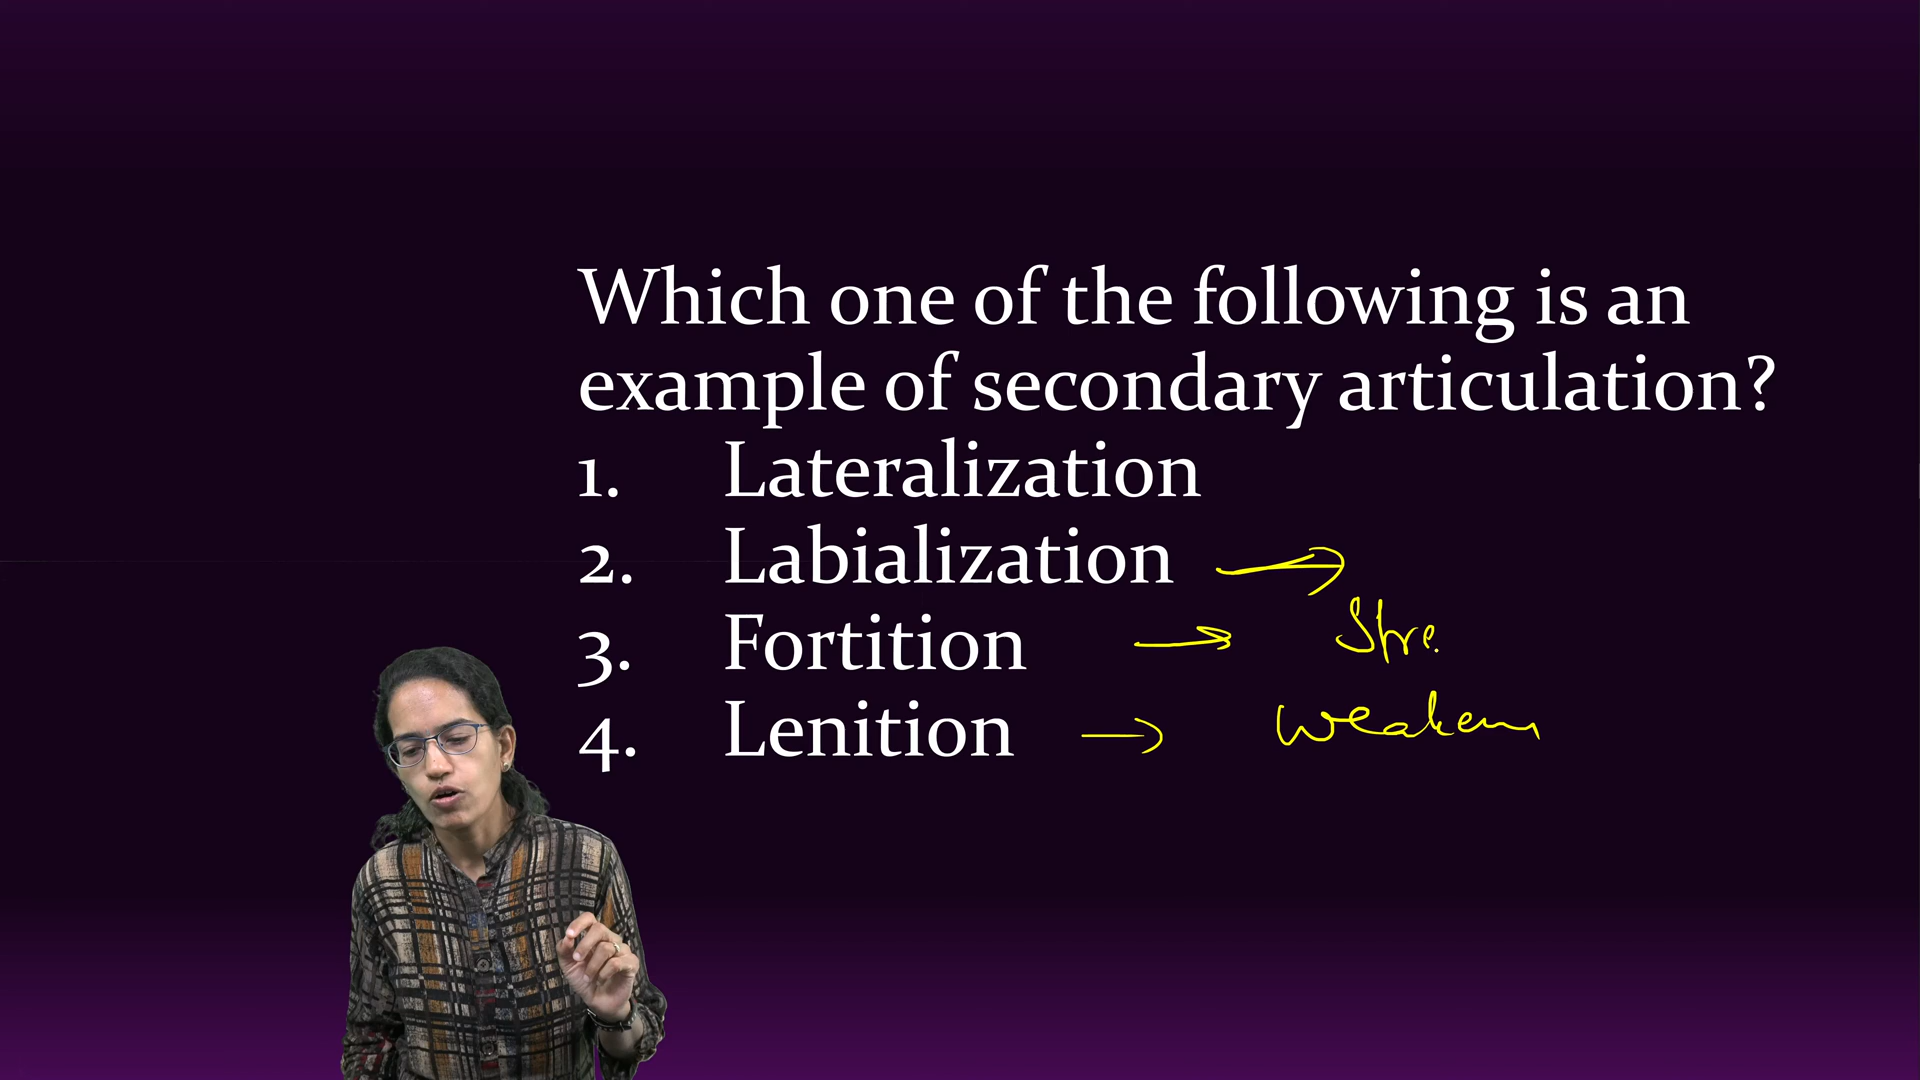 Which one of the following is an
example of secondary articulation?
1. Lateralization
2. Labialization →
3. Fortition → Stre
4. Lenition → weaken